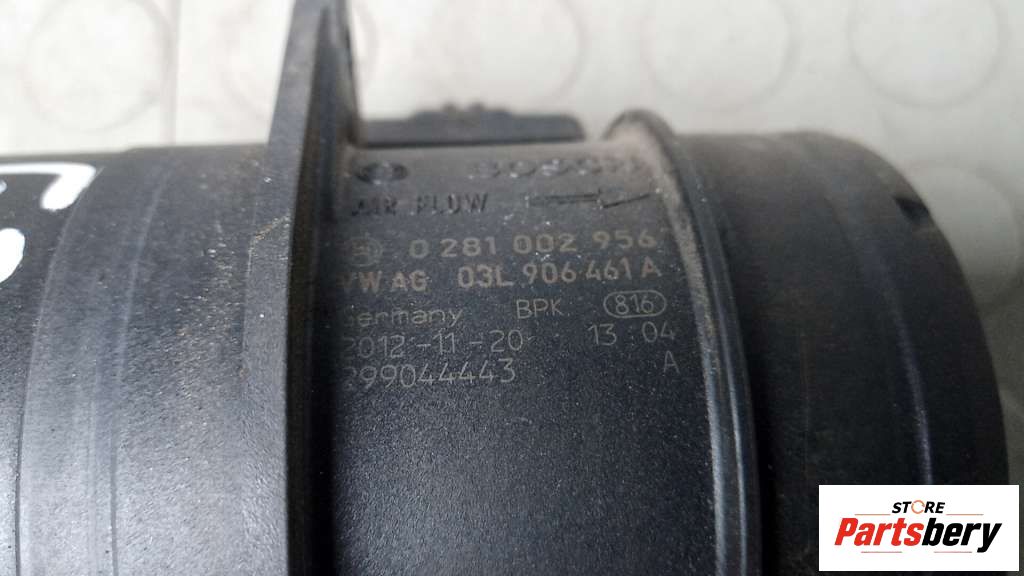 BOSCH
AIR FLOW
0 281 002 956
VW AG 03L 906 461 A
Germany BPK 816
2012-11-20 13:04
299044443 A
STORE
Partsbery